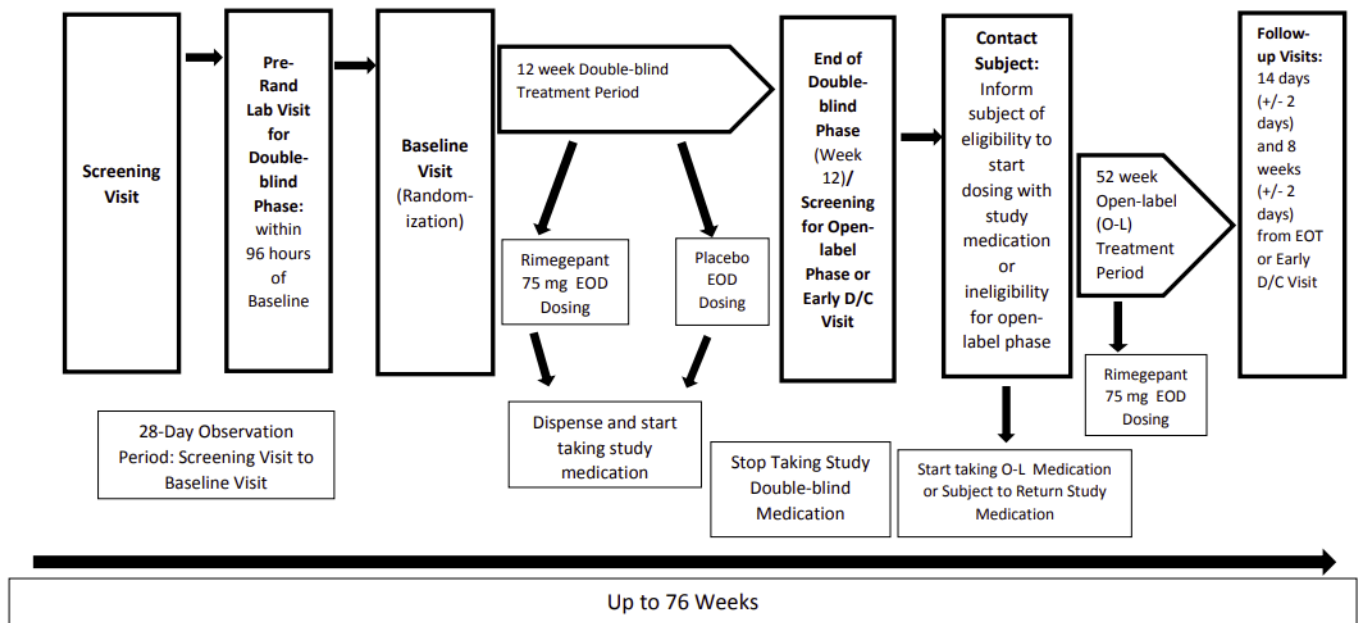 Screening
Visit
Pre-
Rand
Lab Visit
for
Double-
blind
Phase:
within
96 hours
of
Baseline
28-Day Observation
Period: Screening Visit to
Baseline Visit
Baseline
Visit
(Random-
ization)
12 week Double-blind
Treatment Period
Rimegepant
75 mg EOD
Dosing
Placebo
EOD
Dosing
Dispense and start
taking study
medication
End of
Double-
blind
Phase
(Week
12)/
Screening
for Open-
label
Phase or
Early D/C
Visit
Stop Taking Study
Double-blind
Medication
Contact
Subject:
Inform
subject of
eligibility to
start
dosing with
study
medication
or
ineligibility
for open-
label phase
Start taking O-L Medication
or Subject to Return Study
Medication
52 week
Open-label
(O-L)
Treatment
Period
Rimegepant
75 mg EOD
Dosing
Follow-
up Visits:
14 days
(+/- 2
days)
and 8
weeks
(+/- 2
days)
from EOT
or Early
D/C Visit
Up to 76 Weeks